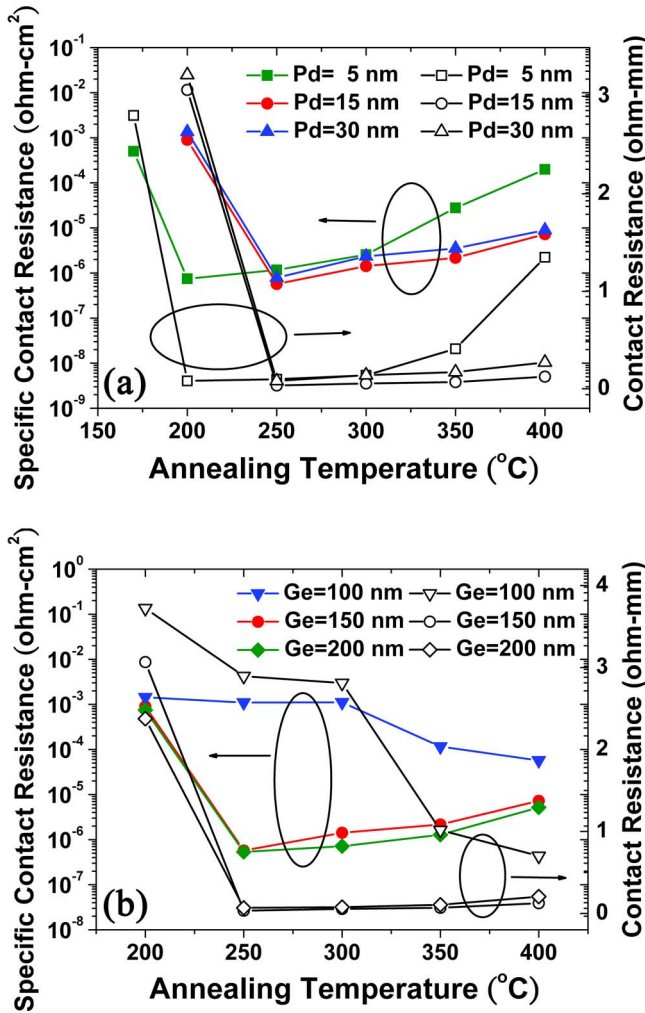 Specific Contact Resistance (ohm-cm²)
10⁻¹
10⁻²
10⁻³
10⁻⁴
10⁻⁵
10⁻⁶
10⁻⁷
10⁻⁸
10⁻⁹
Pd= 5 nm
Pd=15 nm
Pd=30 nm
Pd= 5 nm
Pd=15 nm
Pd=30 nm
3
2
1
0
Contact Resistance (ohm-mm)
(a)
150 200 250 300 350 400
Annealing Temperature (°C)
Specific Contact Resistance (ohm-cm²)
10⁰
10⁻¹
10⁻²
10⁻³
10⁻⁴
10⁻⁵
10⁻⁶
10⁻⁷
10⁻⁸
Ge=100 nm
Ge=150 nm
Ge=200 nm
Ge=100 nm
Ge=150 nm
Ge=200 nm
4
3
2
1
0
Contact Resistance (ohm-mm)
(b)
200 250 300 350 400
Annealing Temperature (°C)